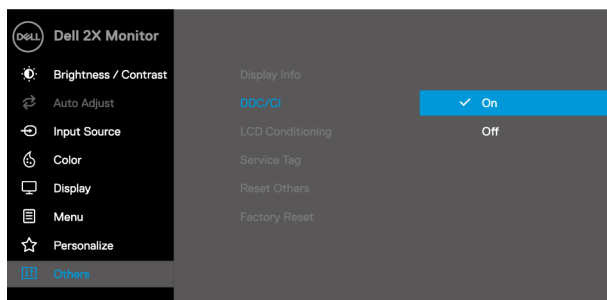 DELL Dell 2X Monitor
Brightness / Contrast
Auto Adjust
Input Source
Color
Display
Menu
Personalize
Others
Display Info
DDC/CI
LCD Conditioning
Service Tag
Reset Others
Factory Reset
On
Off